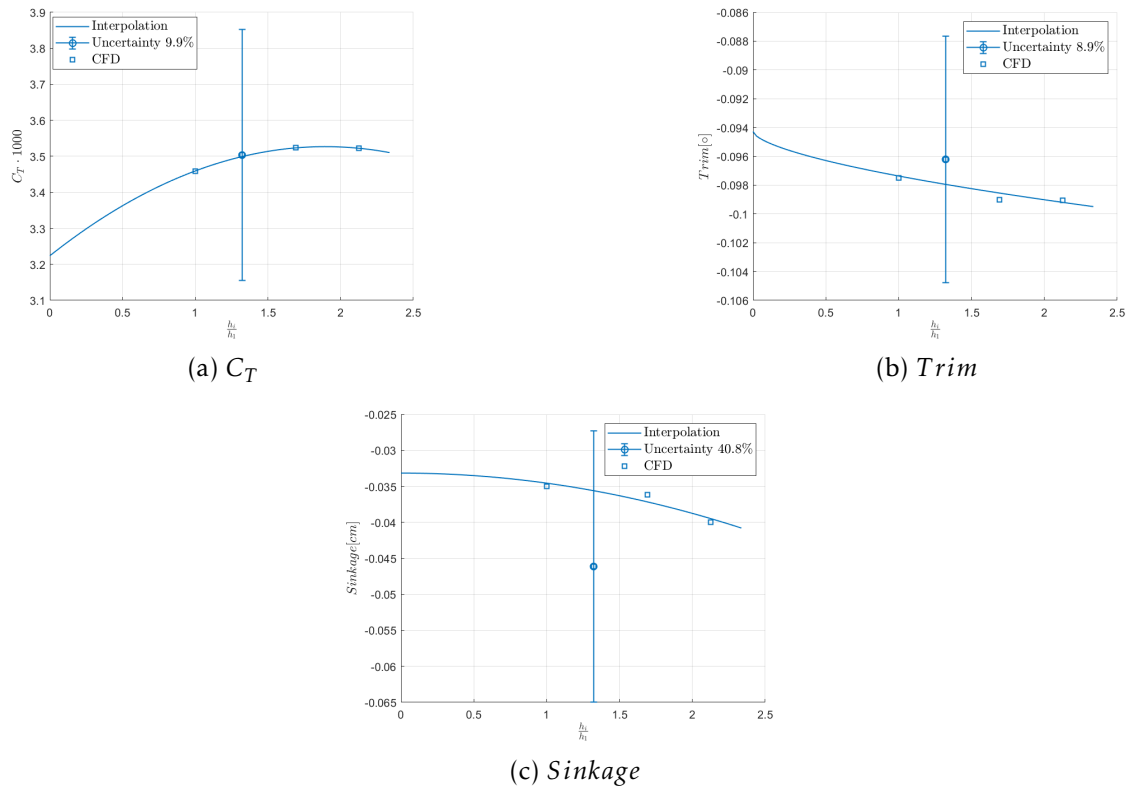 3.9
3.8
3.7
3.6
3.5
3.4
3.3
3.2
3.1
C_T · 1000
Interpolation
Uncertainty 9.9%
CFD
0 0.5 1 1.5 2 2.5
h_i/h_1
(a) C_T
-0.086
-0.088
-0.09
-0.092
-0.094
-0.096
-0.098
-0.1
-0.102
-0.104
-0.106
Trim[∘]
Interpolation
Uncertainty 8.9%
CFD
0 0.5 1 1.5 2 2.5
h_i/h_1
(b) Trim
-0.025
-0.03
-0.035
-0.04
-0.045
-0.05
-0.055
-0.06
-0.065
Sinkage[cm]
Interpolation
Uncertainty 40.8%
CFD
0 0.5 1 1.5 2 2.5
h_i/h_1
(c) Sinkage